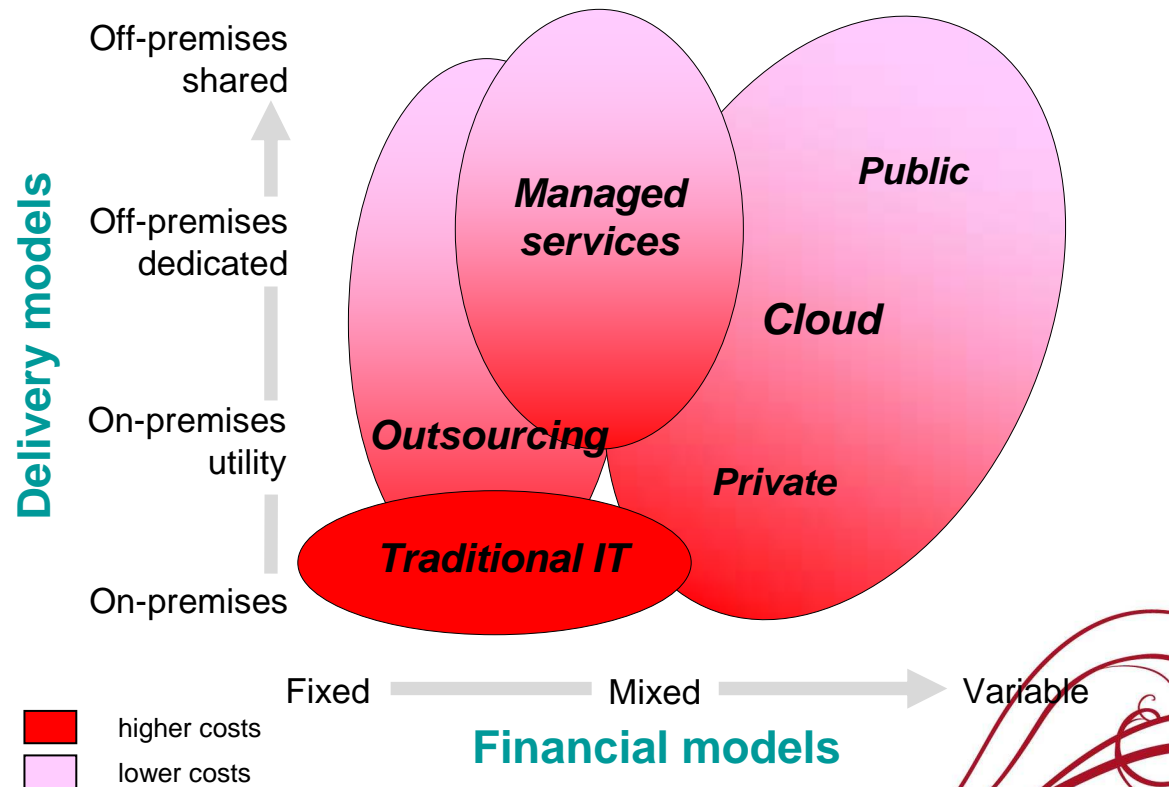 Off-premises
shared
Off-premises
dedicated
On-premises
utility
On-premises
Delivery models
Managed
services
Public
Cloud
Outsourcing
Private
Traditional IT
Fixed
Mixed
Variable
Financial models
higher costs
lower costs